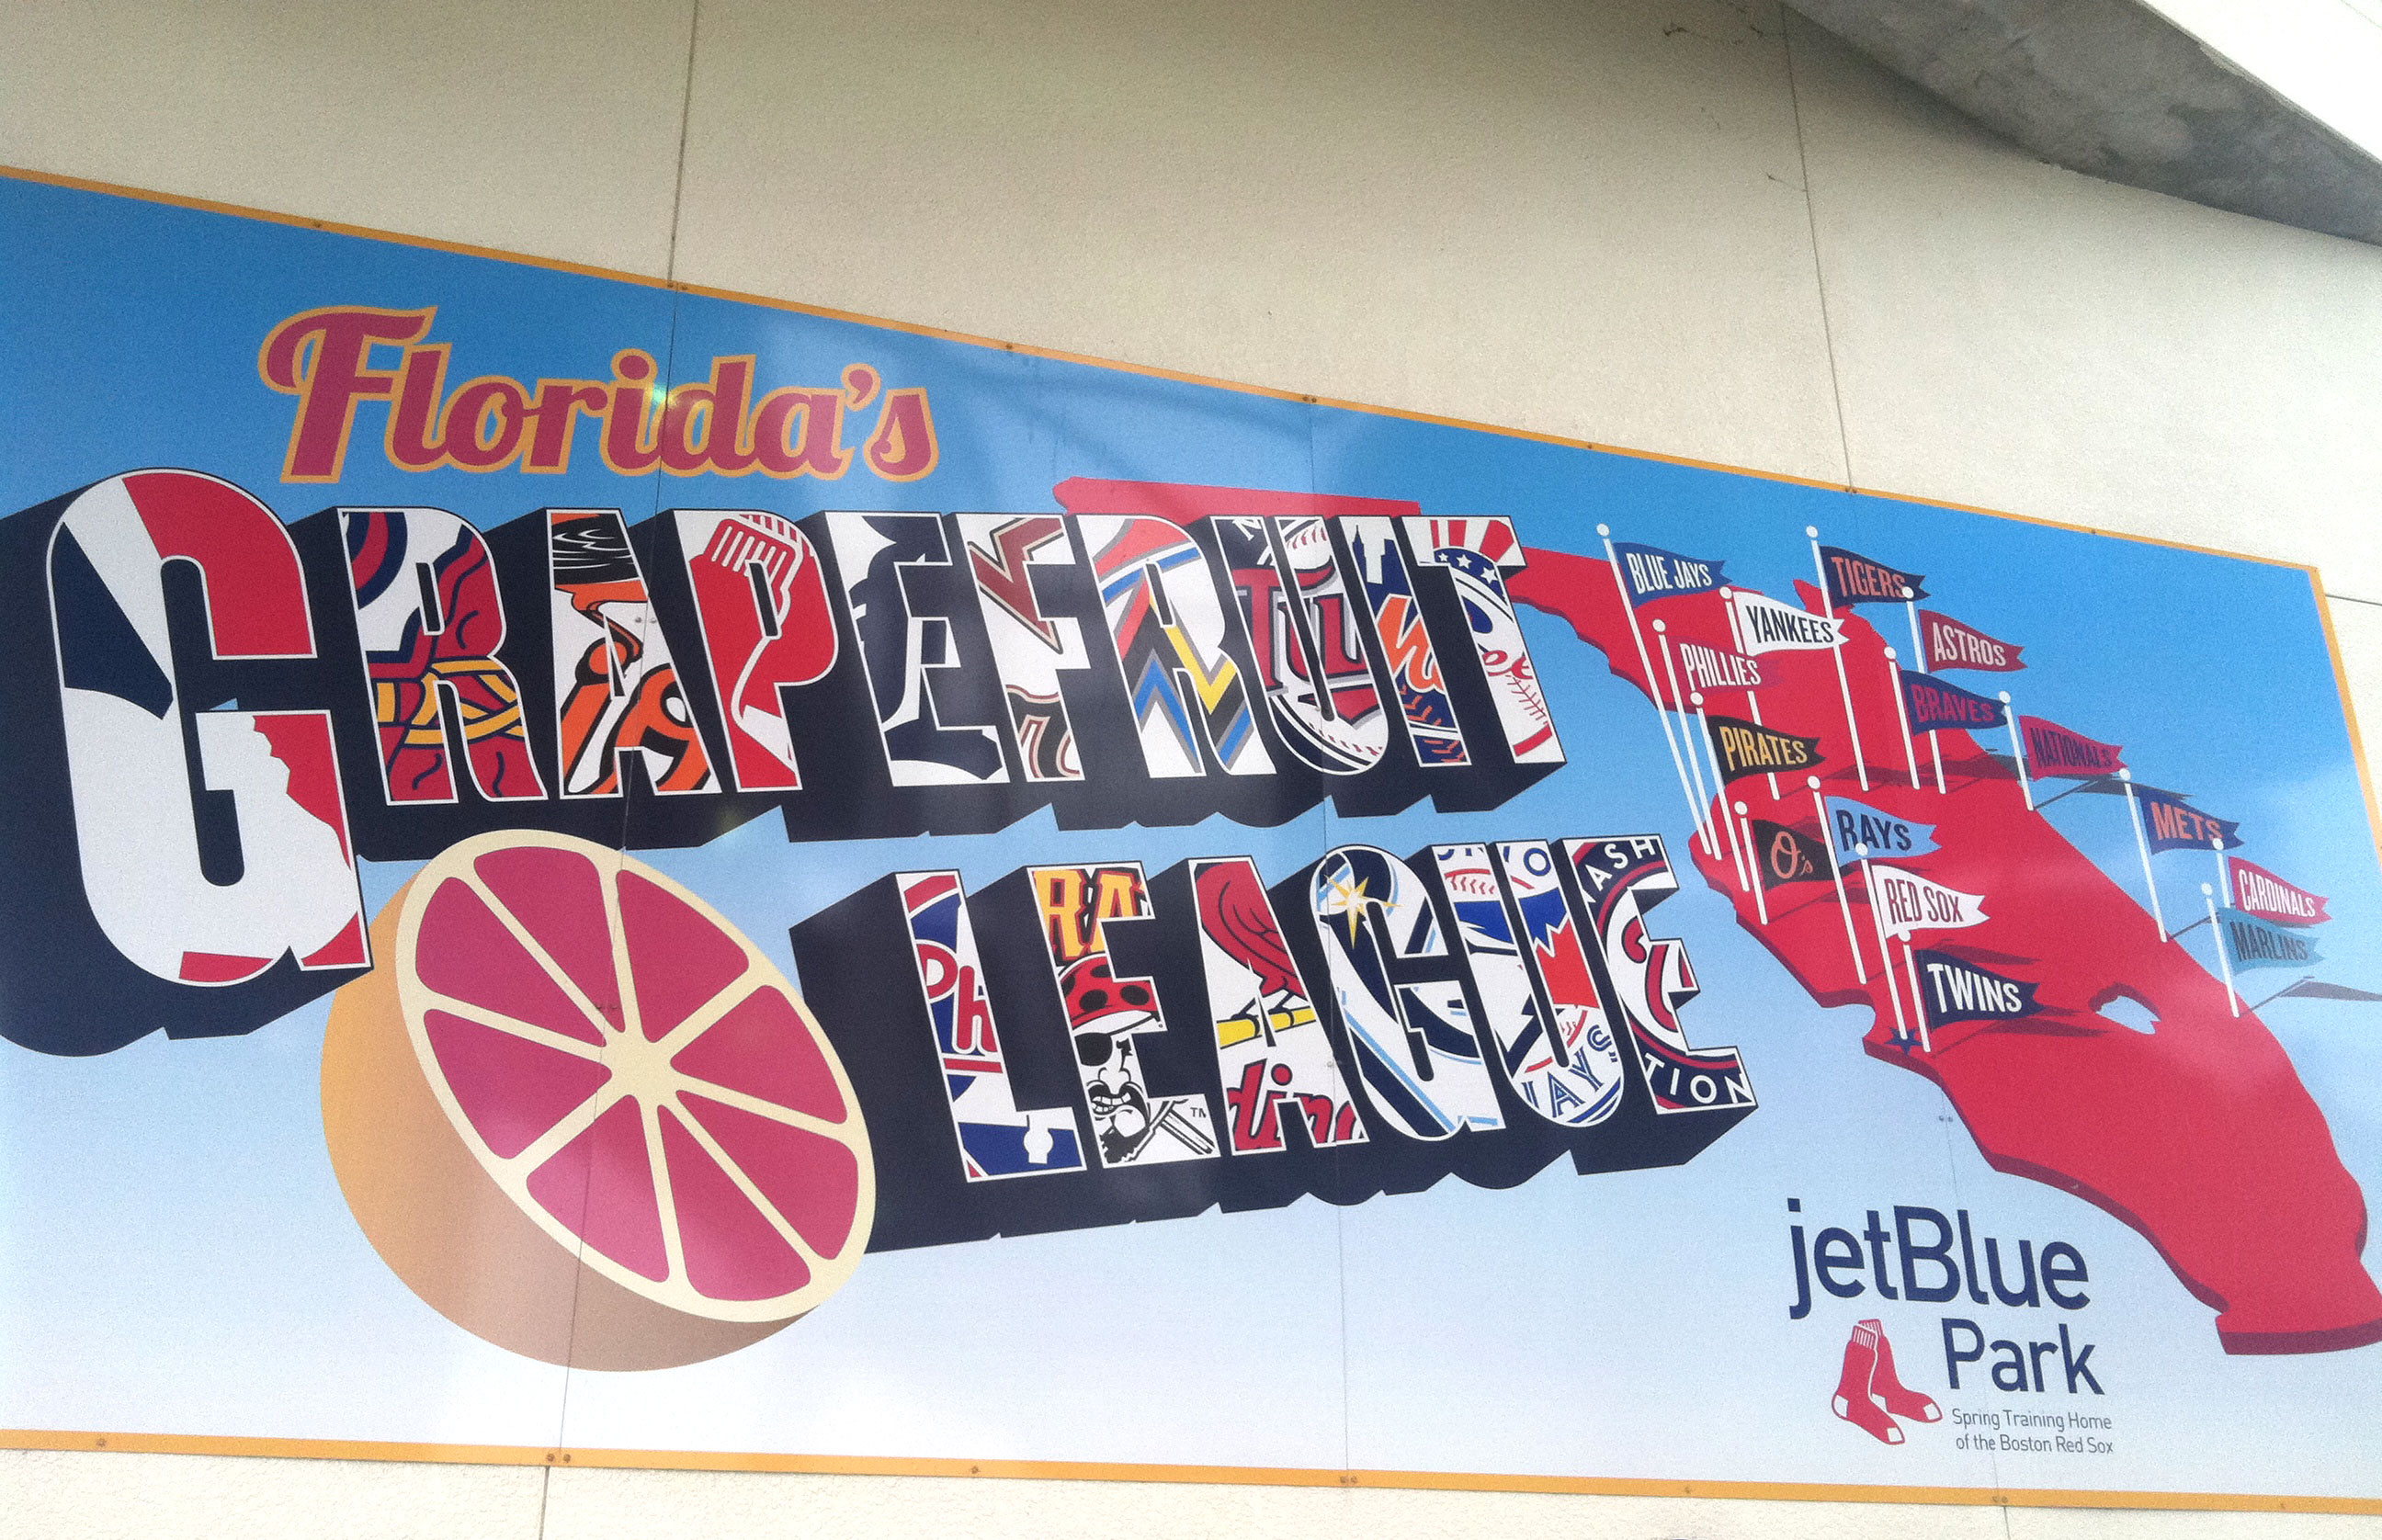 Florida's
GRAPEFRUIT
LEAGUE
BLUE JAYS
TIGERS
YANKEES
ASTROS
PHILLIES
BRAVES
PIRATES
NATIONALS
RAYS
METS
O's
RED SOX
CARDINALS
MARLINS
TWINS
jetBlue
Park
Spring Training Home
of the Boston Red Sox